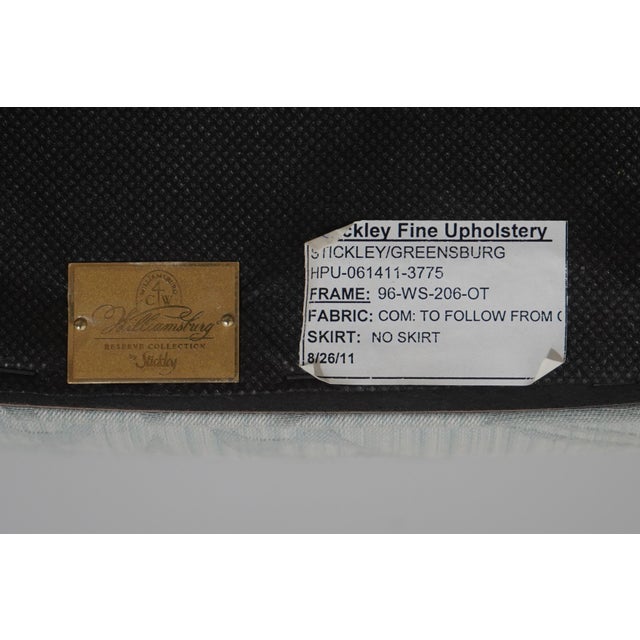 WILLIAMSBURG
CW
Williamsburg
RESERVE COLLECTION
by Stickley
ckley Fine Upholstery
STICKLEY/GREENSBURG
HPU-061411-3775
FRAME: 96-WS-206-OT
FABRIC: COM: TO FOLLOW FROM
SKIRT: NO SKIRT
8/26/11